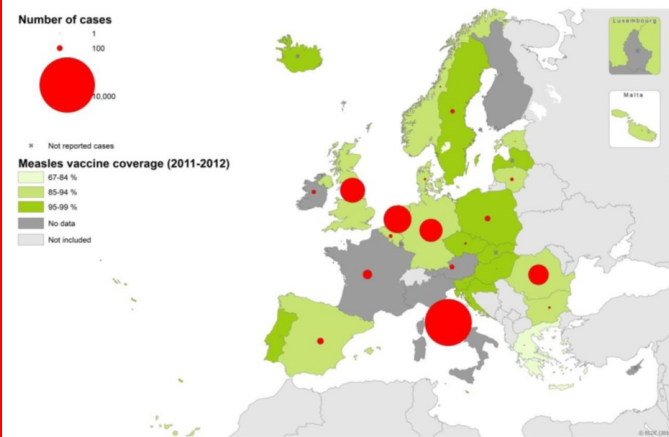 Number of cases
1
100
10,000
Not reported cases
Measles vaccine coverage (2011-2012)
67-84 %
85-94 %
95-99 %
No data
Not included
Luxembourg
Malta